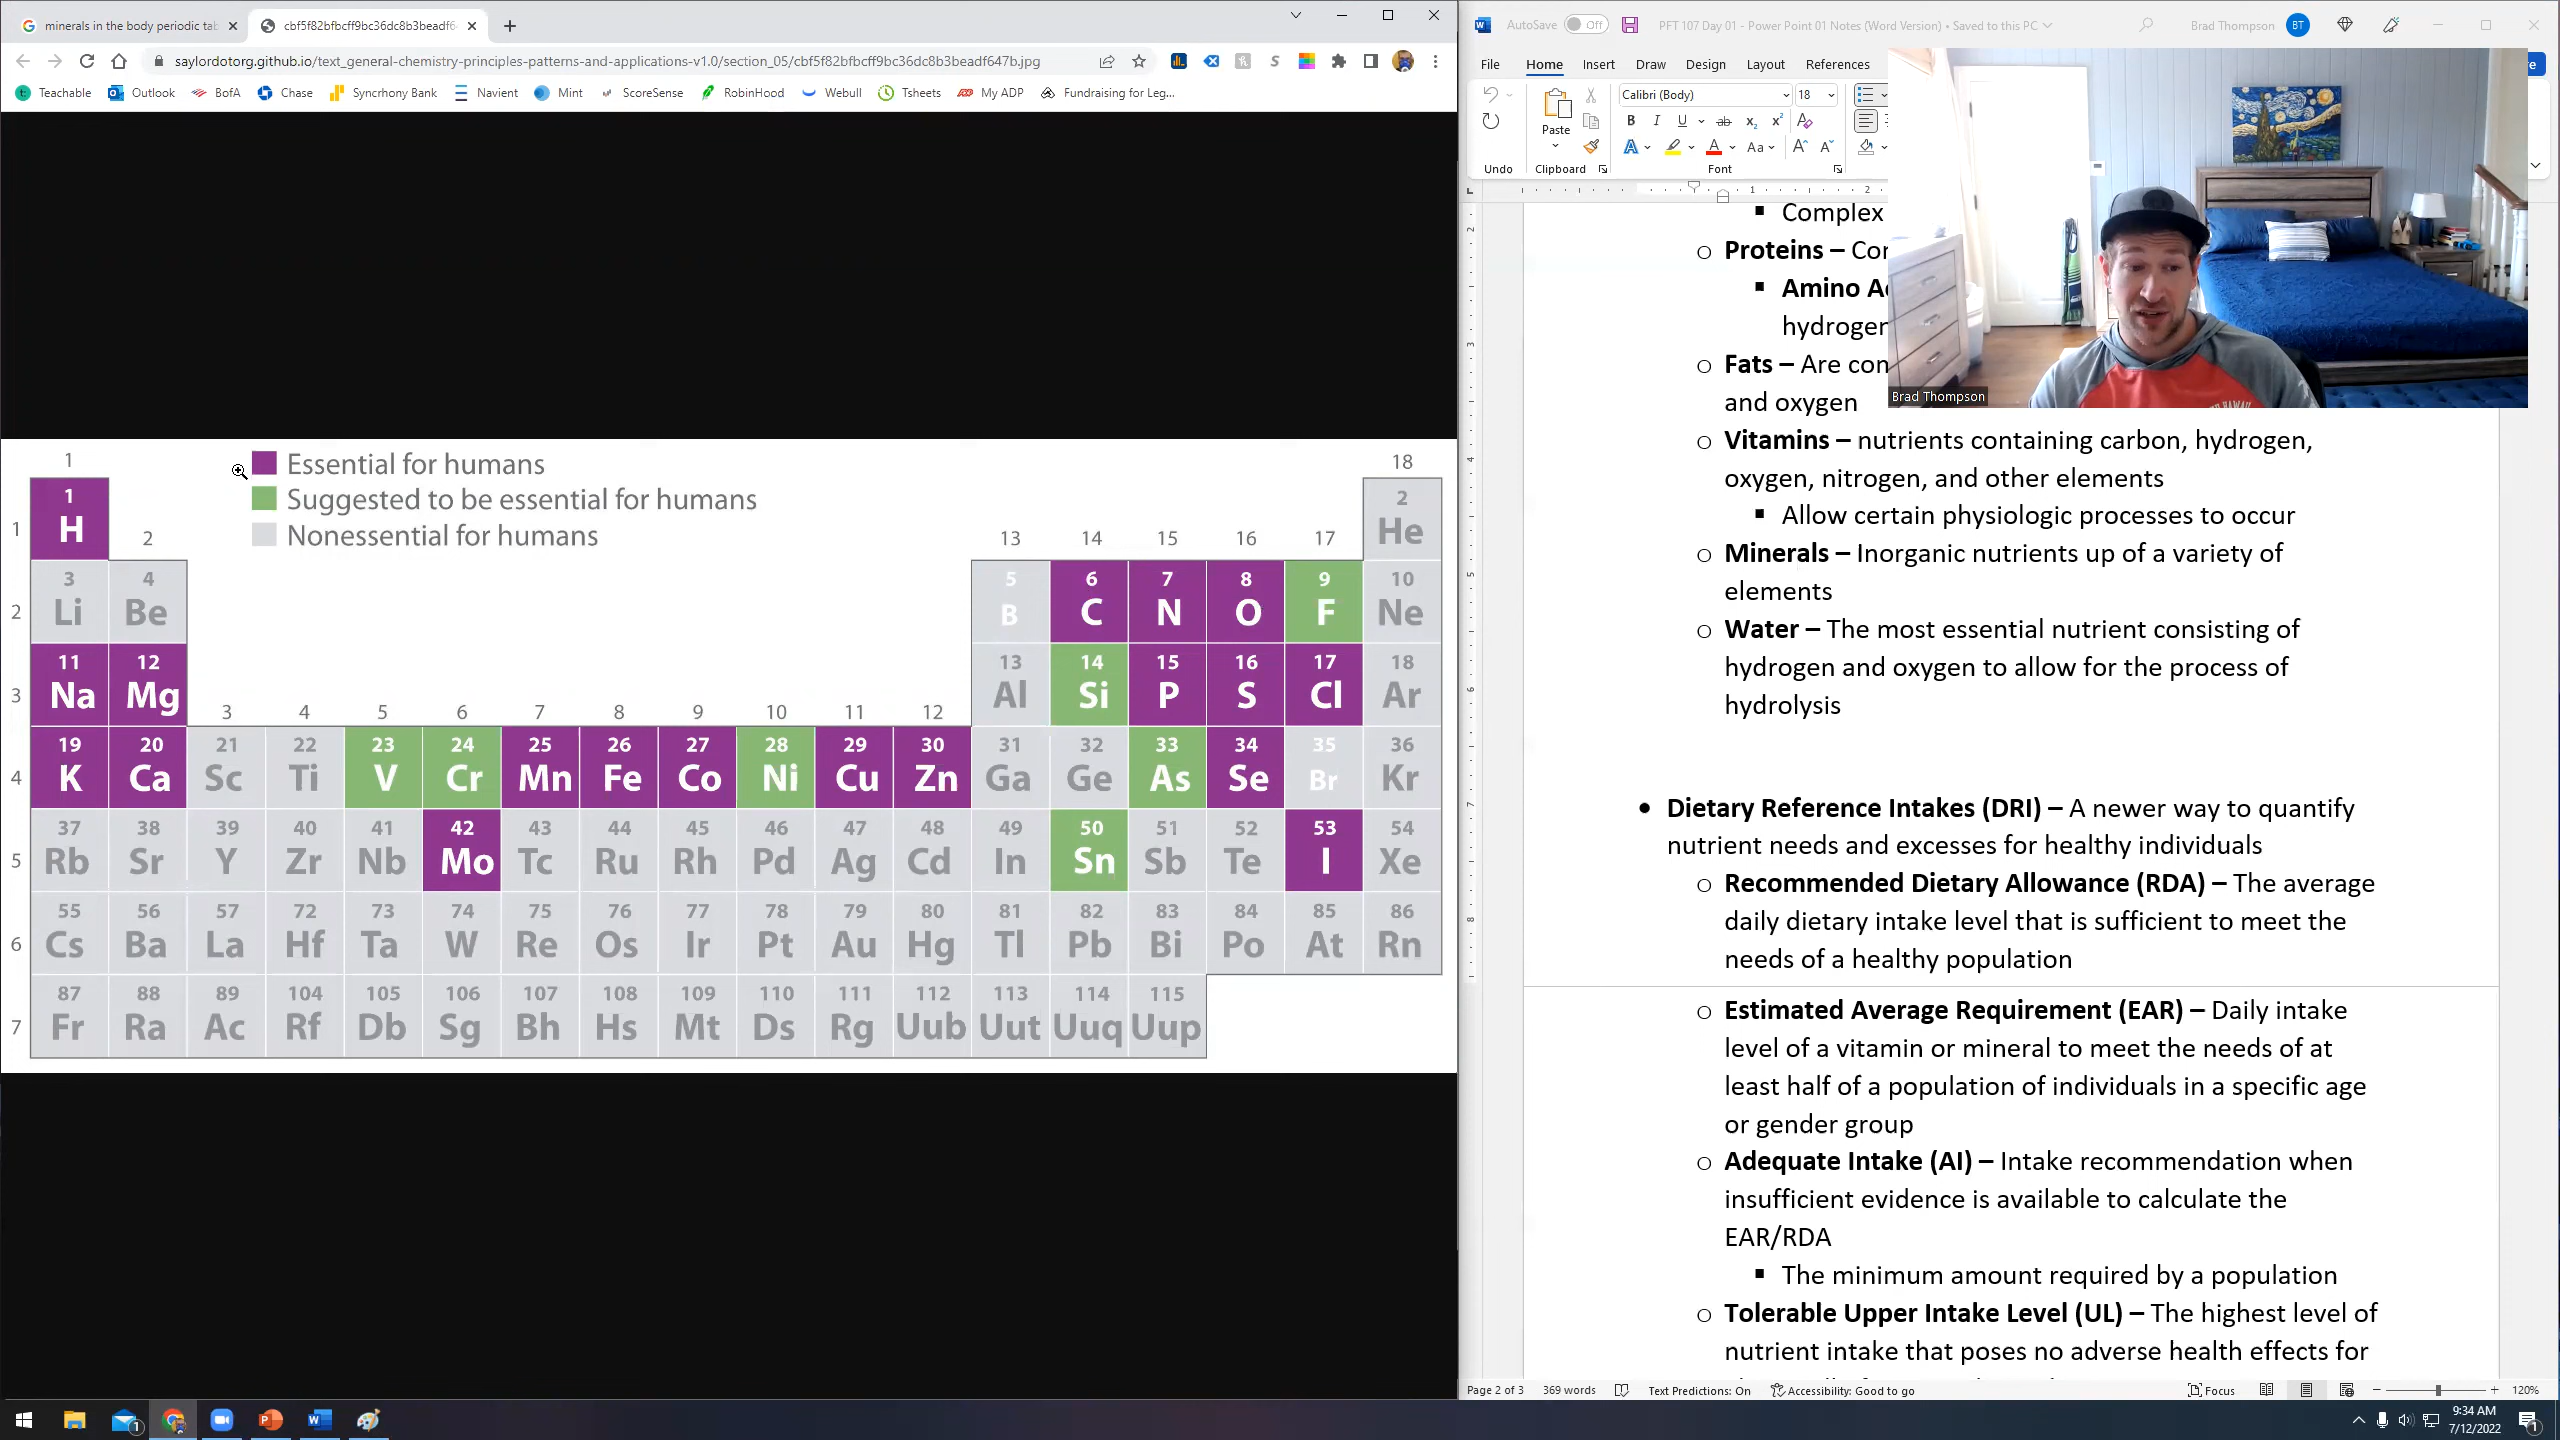 minerals in the body periodic tab
cbf5f82bfbcff9bc36dc8b3beadf6
saylordotorg.github.io/text_general-chemistry-principles-patterns-and-applications-v1.0/section_05/cbf5f82bfbcff9bc36dc8b3beadf647b.jpg
Teachable Outlook BofA Chase Syncrhony Bank Navient Mint ScoreSense RobinHood Webull Tsheets My ADP Fundraising for Leg...
Essential for humans
Suggested to be essential for humans
Nonessential for humans
1 18
1 2
1 H He
2 13 14 15 16 17
3 4 5 6 7 8 9 10
2 Li Be B C N O F Ne
11 12 13 14 15 16 17 18
3 Na Mg Al Si P S Cl Ar
3 4 5 6 7 8 9 10 11 12
19 20 21 22 23 24 25 26 27 28 29 30 31 32 33 34 35 36
4 K Ca Sc Ti V Cr Mn Fe Co Ni Cu Zn Ga Ge As Se Br Kr
37 38 39 40 41 42 43 44 45 46 47 48 49 50 51 52 53 54
5 Rb Sr Y Zr Nb Mo Tc Ru Rh Pd Ag Cd In Sn Sb Te I Xe
55 56 57 72 73 74 75 76 77 78 79 80 81 82 83 84 85 86
6 Cs Ba La Hf Ta W Re Os Ir Pt Au Hg Tl Pb Bi Po At Rn
87 88 89 104 105 106 107 108 109 110 111 112 113 114 115
7 Fr Ra Ac Rf Db Sg Bh Hs Mt Ds Rg Uub Uut Uuq Uup
AutoSave Off PFT 107 Day 01 - Power Point 01 Notes (Word Version) • Saved to this PC Brad Thompson BT
File Home Insert Draw Design Layout References
Calibri (Body) 18
Paste B I U ab x₂ x² A
A A Aa A A
Undo Clipboard Font
1 2
Complex
Proteins – Con
Amino Ac
hydrogen
Fats – Are com
and oxygen
Brad Thompson
Vitamins – nutrients containing carbon, hydrogen,
oxygen, nitrogen, and other elements
Allow certain physiologic processes to occur
Minerals – Inorganic nutrients up of a variety of
elements
Water – The most essential nutrient consisting of
hydrogen and oxygen to allow for the process of
hydrolysis
Dietary Reference Intakes (DRI) – A newer way to quantify
nutrient needs and excesses for healthy individuals
Recommended Dietary Allowance (RDA) – The average
daily dietary intake level that is sufficient to meet the
needs of a healthy population
Estimated Average Requirement (EAR) – Daily intake
level of a vitamin or mineral to meet the needs of at
least half of a population of individuals in a specific age
or gender group
Adequate Intake (AI) – Intake recommendation when
insufficient evidence is available to calculate the
EAR/RDA
The minimum amount required by a population
Tolerable Upper Intake Level (UL) – The highest level of
nutrient intake that poses no adverse health effects for
Page 2 of 3 369 words Text Predictions: On Accessibility: Good to go Focus 120%
9:34 AM
7/12/2022